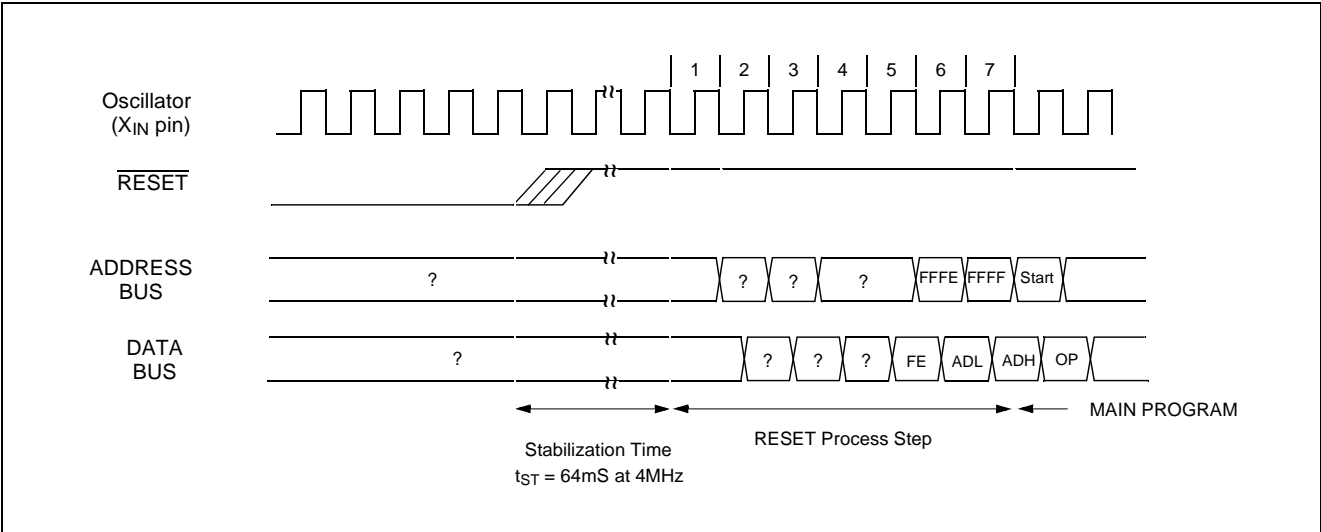 1 2 3 4 5 6 7
Oscillator
(XIN pin)
RESET
ADDRESS
BUS
? ? ? ? FFFE FFFF Start
DATA
BUS
? ? ? ? FE ADL ADH OP
MAIN PROGRAM
Stabilization Time
tST = 64mS at 4MHz
RESET Process Step